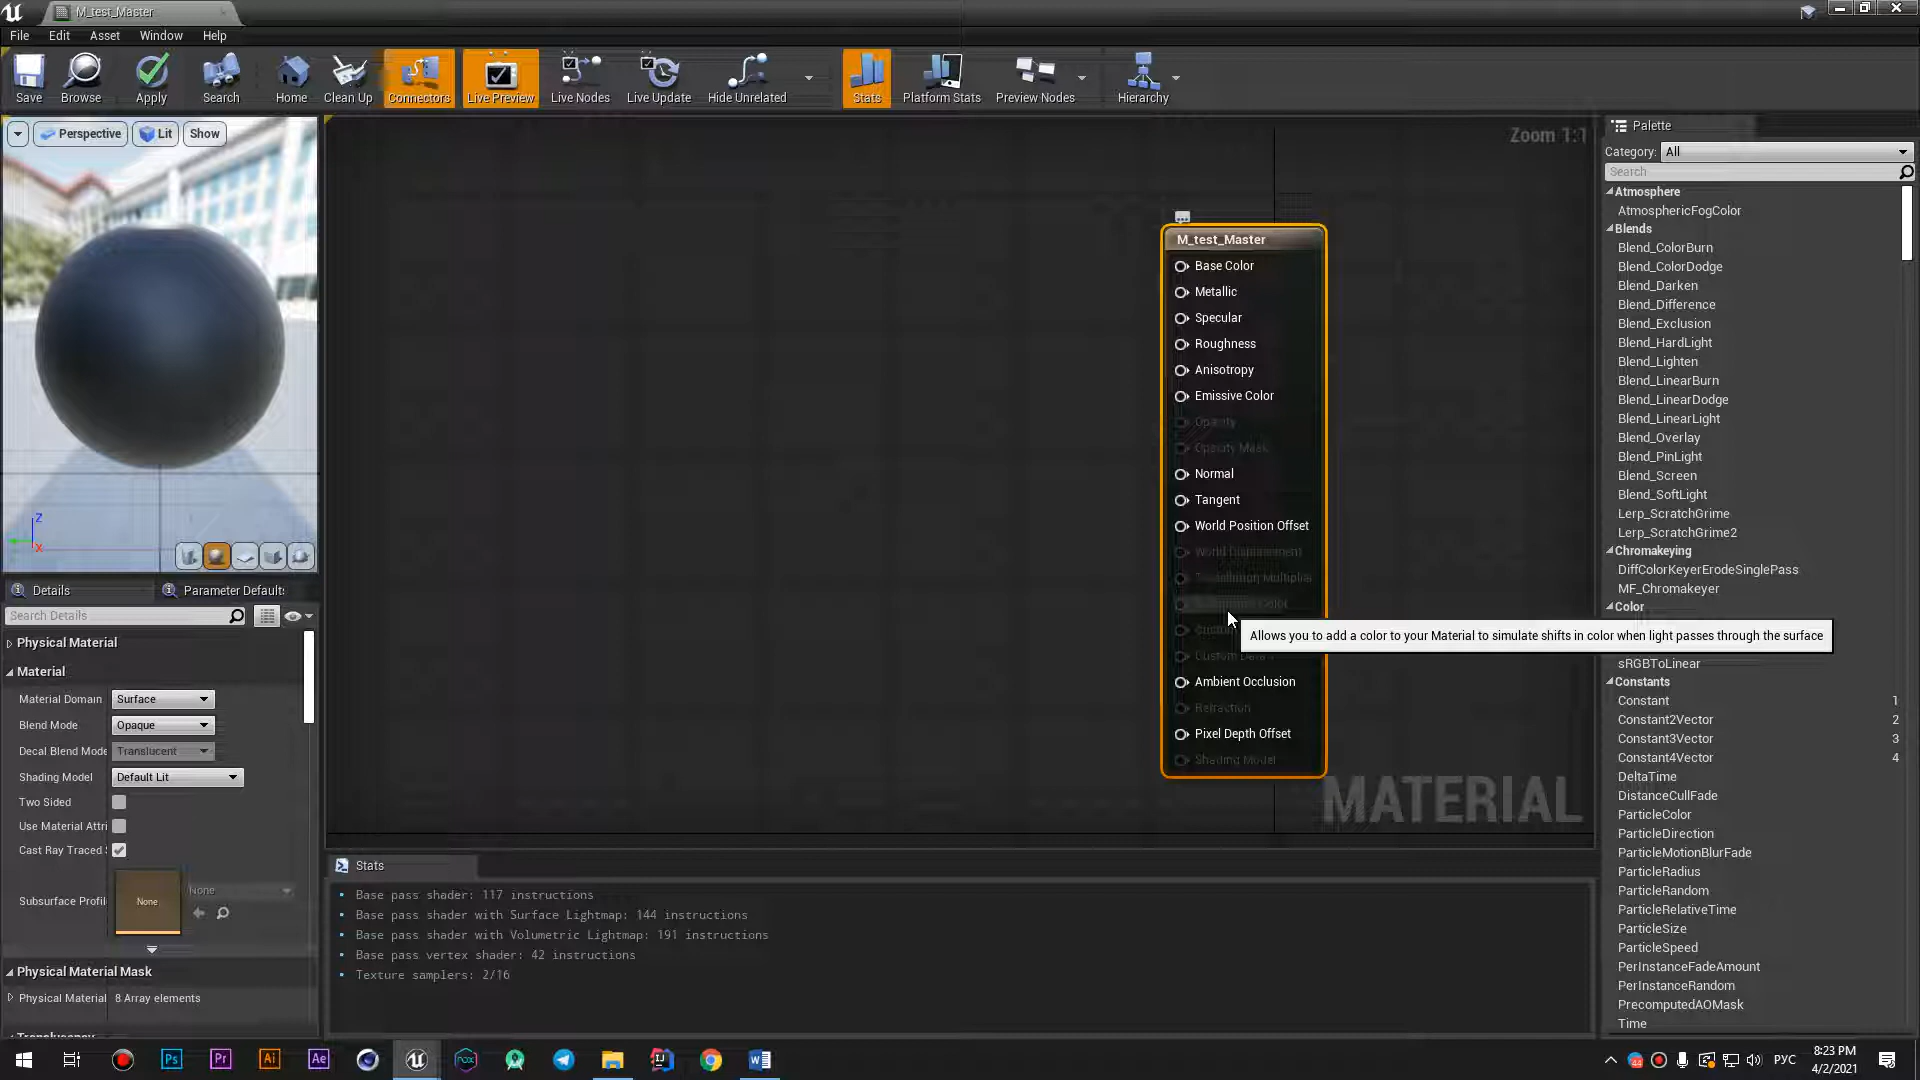 M_test_Master
File Edit Asset Window Help
Save Browse Apply Search Home Clean Up Connectors Live Preview Live Nodes Live Update Hide Unrelated Stats Platform Stats Preview Nodes Hierarchy
Perspective Lit Show
Z
X
Details Parameter Defaults
Search Details
Physical Material
Material
Material Domain Surface
Blend Mode Opaque
Decal Blend Mode Translucent
Shading Model Default Lit
Two Sided
Use Material Attri
Cast Ray Traced S
Subsurface Profil None None
Physical Material Mask
Physical Material 8 Array elements
Translucency
Zoom 1:1
M_test_Master
Base Color
Metallic
Specular
Roughness
Anisotropy
Emissive Color
Opacity
Opacity Mask
Normal
Tangent
World Position Offset
World Displacement
Tessellation Multiplier
Color
Allows you to add a color to your Material to simulate shifts in color when light passes through the surface
Custom Data
Ambient Occlusion
Refraction
Pixel Depth Offset
Shading Model
MATERIAL
Stats
Base pass shader: 117 instructions
Base pass shader with Surface Lightmap: 144 instructions
Base pass shader with Volumetric Lightmap: 191 instructions
Base pass vertex shader: 42 instructions
Texture samplers: 2/16
Palette
Category: All
Search
Atmosphere
AtmosphericFogColor
Blends
Blend_ColorBurn
Blend_ColorDodge
Blend_Darken
Blend_Difference
Blend_Exclusion
Blend_HardLight
Blend_Lighten
Blend_LinearBurn
Blend_LinearDodge
Blend_LinearLight
Blend_Overlay
Blend_PinLight
Blend_Screen
Blend_SoftLight
Lerp_ScratchGrime
Lerp_ScratchGrime2
Chromakeying
DiffColorKeyerErodeSinglePass
MF_Chromakeyer
Color
sRGBToLinear
Constants
Constant 1
Constant2Vector 2
Constant3Vector 3
Constant4Vector 4
DeltaTime
DistanceCullFade
ParticleColor
ParticleDirection
ParticleMotionBlurFade
ParticleRadius
ParticleRandom
ParticleRelativeTime
ParticleSize
ParticleSpeed
PerInstanceFadeAmount
PerInstanceRandom
PrecomputedAOMask
Time
Ps Pr Ai Ae
44 РУС 8:23 PM
4/2/2021